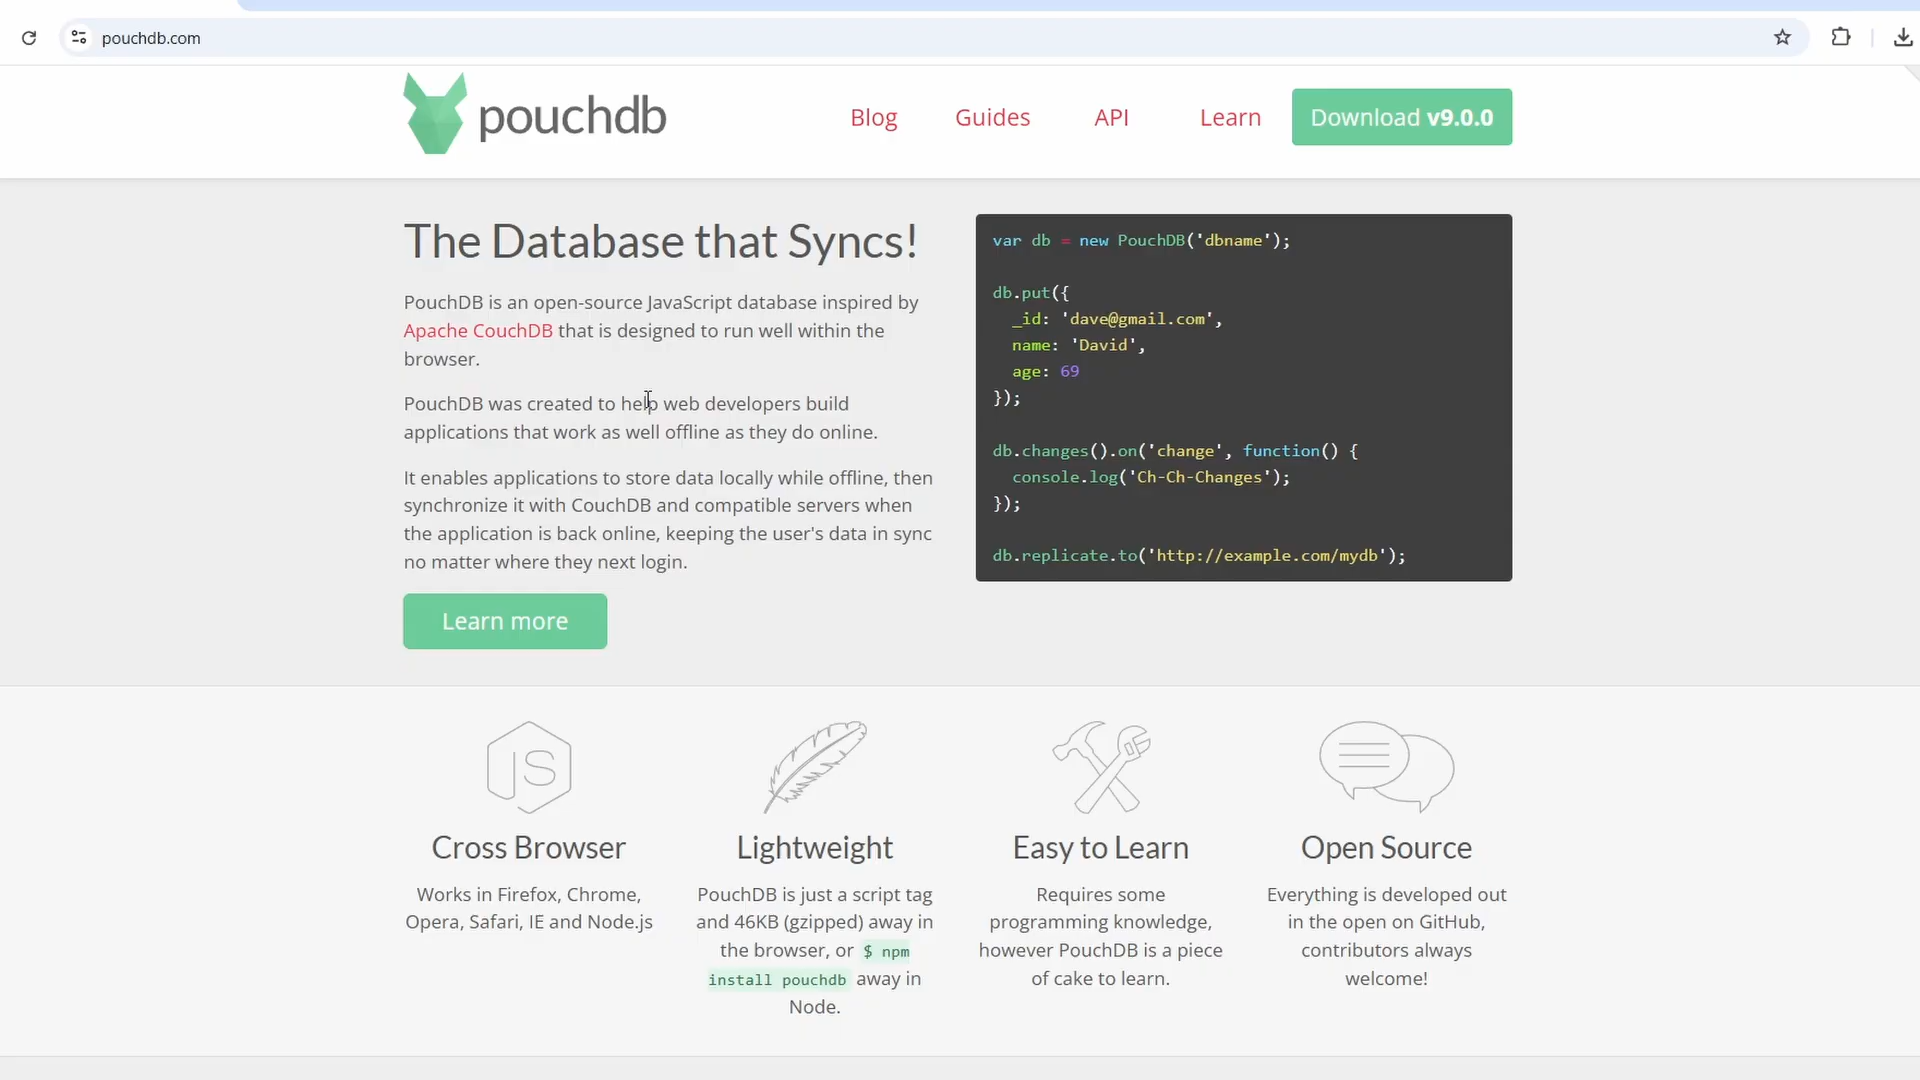 pouchdb.com
pouchdb
Blog
Guides
API
Learn
Download v9.0.0
The Database that Syncs!
PouchDB is an open-source JavaScript database inspired by
Apache CouchDB that is designed to run well within the
browser.
PouchDB was created to help web developers build
applications that work as well offline as they do online.
It enables applications to store data locally while offline, then
synchronize it with CouchDB and compatible servers when
the application is back online, keeping the user's data in sync
no matter where they next login.
Learn more
var db = new PouchDB('dbname');
db.put({
  _id: 'dave@gmail.com',
  name: 'David',
  age: 69
});
db.changes().on('change', function() {
  console.log('Ch-Ch-Changes');
});
db.replicate.to('http://example.com/mydb');
JS
Cross Browser
Works in Firefox, Chrome,
Opera, Safari, IE and Node.js
Lightweight
PouchDB is just a script tag
and 46KB (gzipped) away in
the browser, or $ npm
install pouchdb away in
Node.
Easy to Learn
Requires some
programming knowledge,
however PouchDB is a piece
of cake to learn.
Open Source
Everything is developed out
in the open on GitHub,
contributors always
welcome!